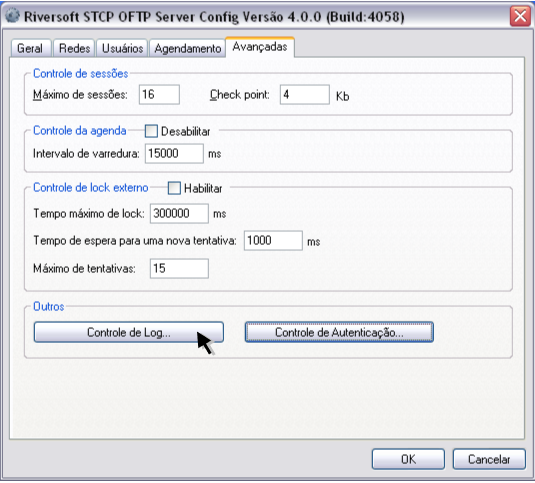 Riversoft STCP OFTP Server Config Versão 4.0.0 (Build:4058)
Geral Redes Usuários Agendamento Avançadas
Controle de sessões
Máximo de sessões: 16 Check point: 4 Kb
Controle da agenda Desabilitar
Intervalo de varredura: 15000 ms
Controle de lock externo Habilitar
Tempo máximo de lock: 300000 ms
Tempo de espera para uma nova tentativa: 1000 ms
Máximo de tentativas: 15
Outros
Controle de Log... Controle de Autenticação...
OK Cancelar